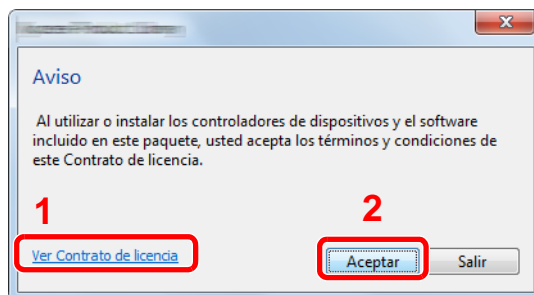 Aviso
Al utilizar o instalar los controladores de dispositivos y el software
incluido en este paquete, usted acepta los términos y condiciones de
este Contrato de licencia.
1
2
Ver Contrato de licencia
Aceptar
Salir